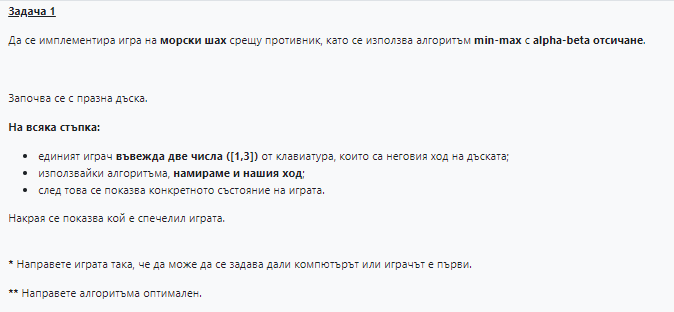 Задача 1
Да се имплементира игра на морски шах срещу противник, като се използва алгоритъм min-max с alpha-beta отсичане.
Започва се с празна дъска.
На всяка стъпка:
• единият играч въвежда две числа ([1,3]) от клавиатура, които са неговия ход на дъската;
• използвайки алгоритъма, намираме и нашия ход;
• след това се показва конкретното състояние на играта.
Накрая се показва кой е спечелил играта.
* Направете играта така, че да може да се задава дали компютърът или играчът е първи.
** Направете алгоритъма оптимален.